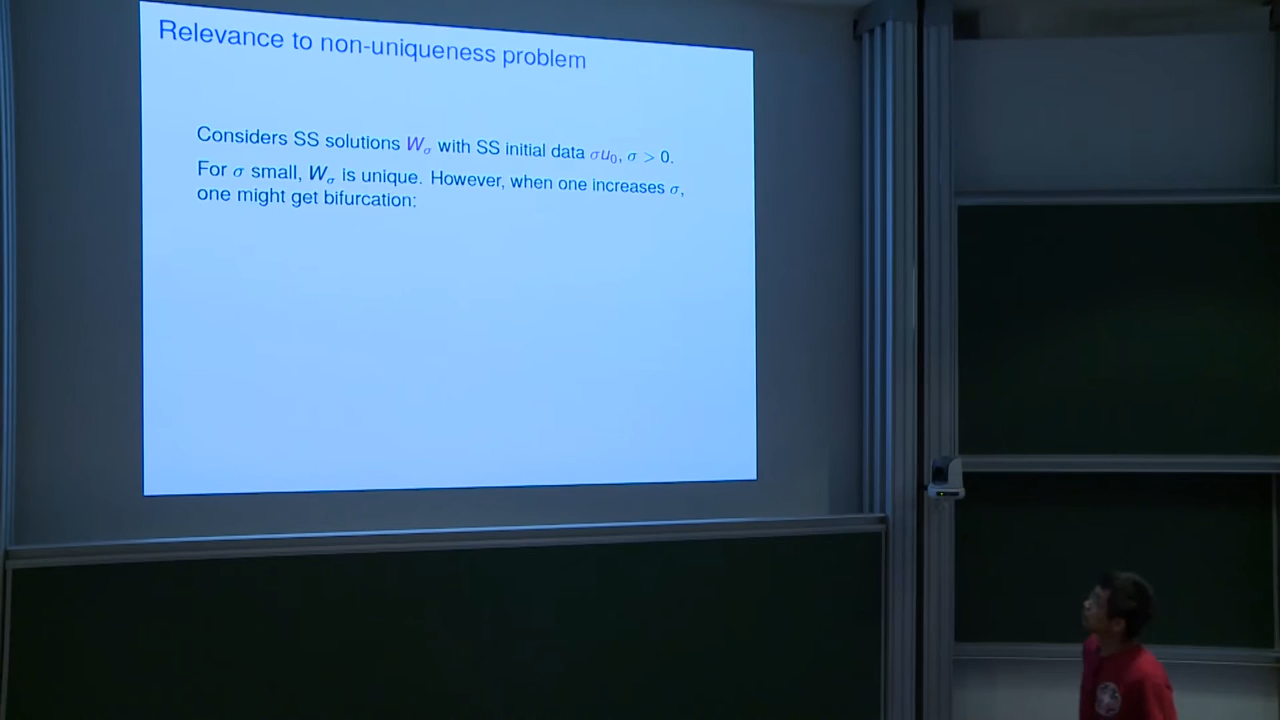 Relevance to non-uniqueness problem
Considers SS solutions W_σ with SS initial data σu₀, σ > 0.
For σ small, W_σ is unique. However, when one increases σ,
one might get bifurcation: